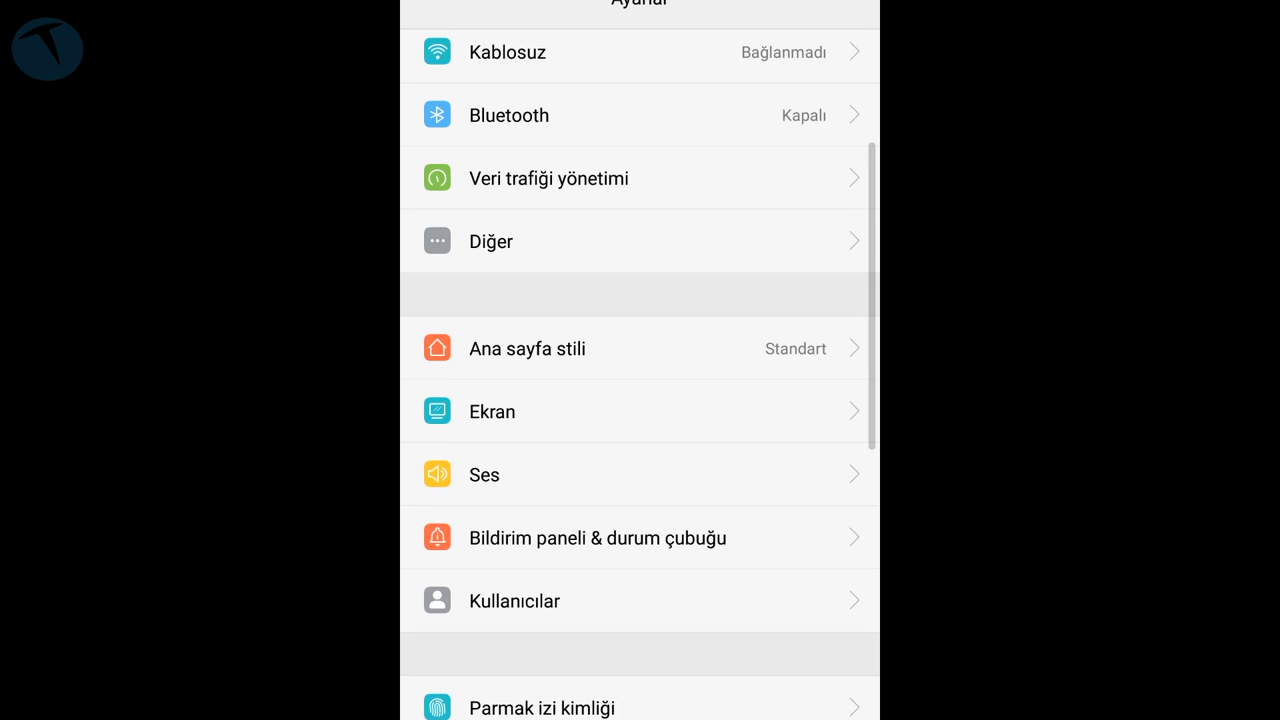 Ayarlar
Kablosuz Bağlanmadı
Bluetooth Kapalı
Veri trafiği yönetimi
Diğer
Ana sayfa stili Standart
Ekran
Ses
Bildirim paneli & durum çubuğu
Kullanıcılar
Parmak izi kimliği